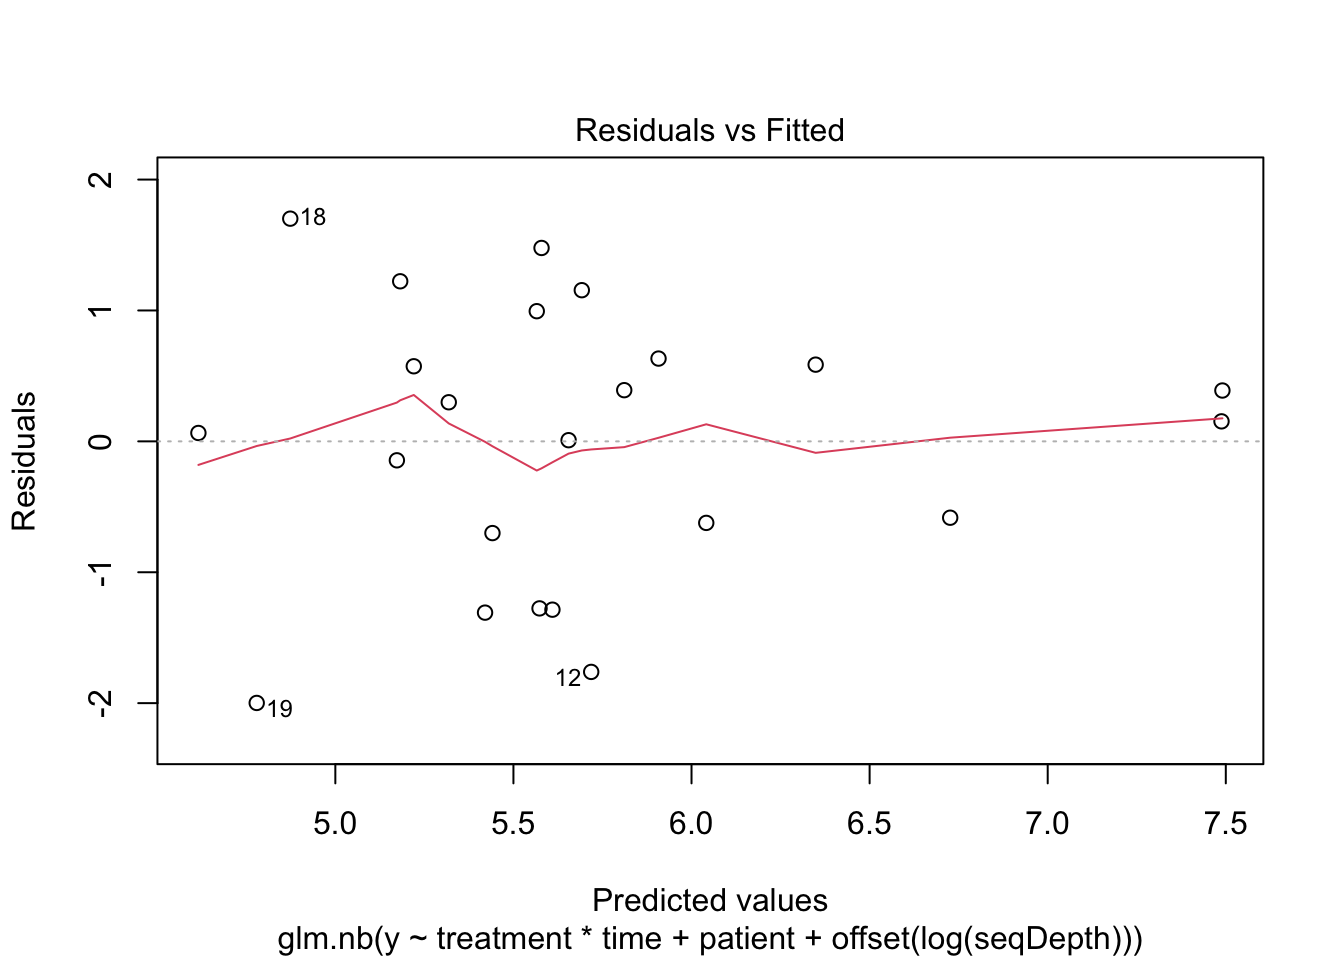 Residuals vs Fitted
Residuals
2
1
0
-1
-2
18
12
19
5.0 5.5 6.0 6.5 7.0 7.5
Predicted values
glm.nb(y ~ treatment * time + patient + offset(log(seqDepth)))